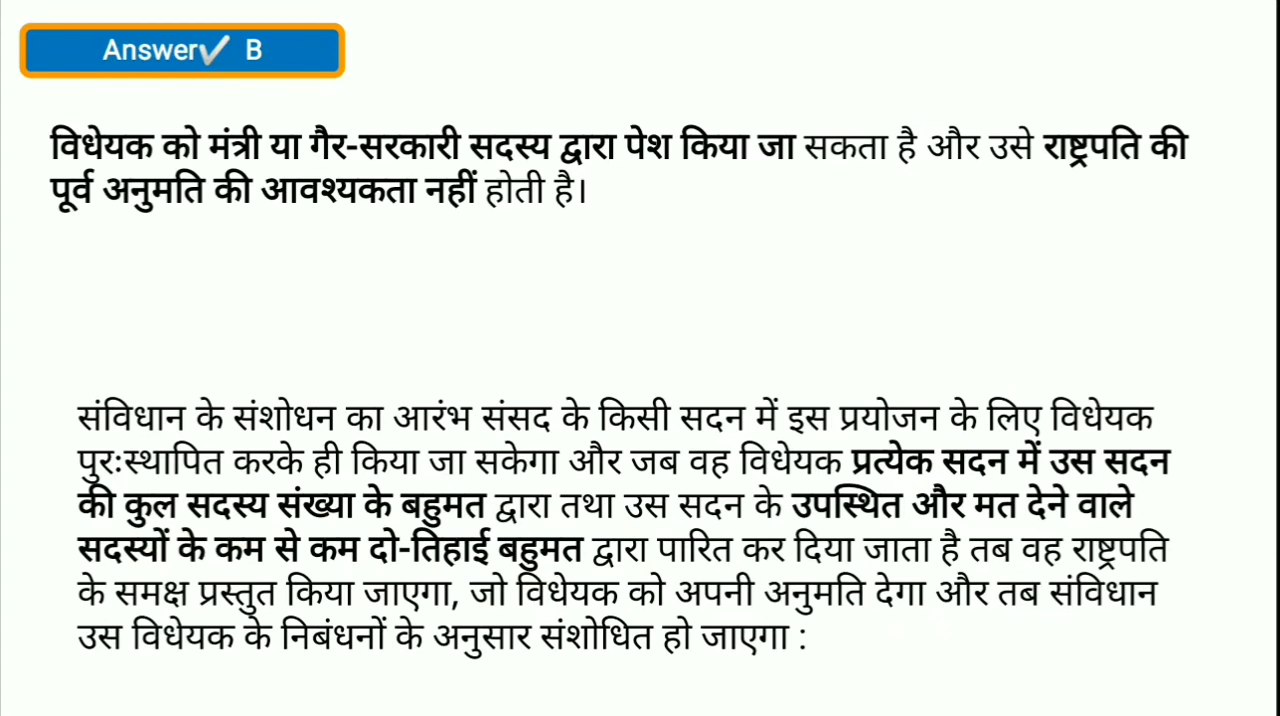 Answer✔ B
विधेयक को मंत्री या गैर-सरकारी सदस्य द्वारा पेश किया जा सकता है और उसे राष्ट्रपति की
पूर्व अनुमति की आवश्यकता नहीं होती है।
संविधान के संशोधन का आरंभ संसद के किसी सदन में इस प्रयोजन के लिए विधेयक
पुरःस्थापित करके ही किया जा सकेगा और जब वह विधेयक प्रत्येक सदन में उस सदन
की कुल सदस्य संख्या के बहुमत द्वारा तथा उस सदन के उपस्थित और मत देने वाले
सदस्यों के कम से कम दो-तिहाई बहुमत द्वारा पारित कर दिया जाता है तब वह राष्ट्रपति
के समक्ष प्रस्तुत किया जाएगा, जो विधेयक को अपनी अनुमति देगा और तब संविधान
उस विधेयक के निबंधनों के अनुसार संशोधित हो जाएगा :